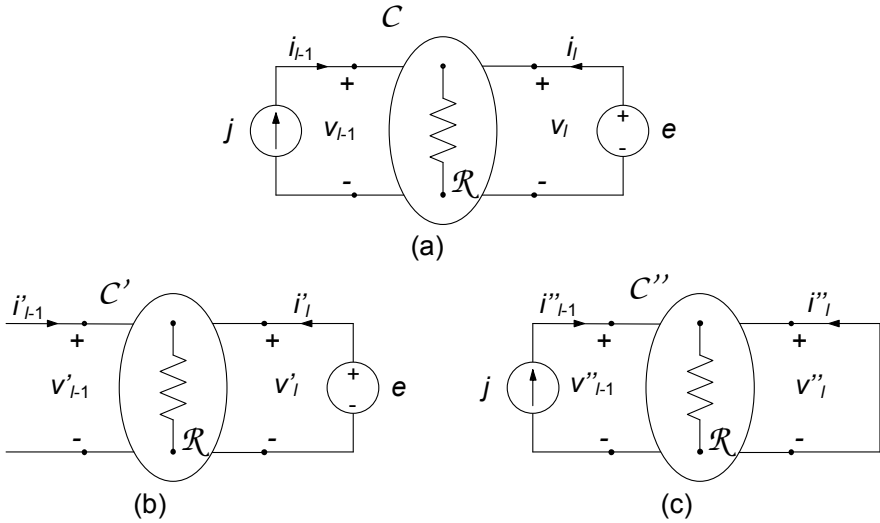 C
i_{l-1} i_l
+ +
j v_{l-1} v_l + - e
- R -
(a)
C' C''
i'_{l-1} i'_l i''_{l-1} i''_l
+ + + +
v'_{l-1} v'_l + - e j v''_{l-1} v''_l
- R - - R -
(b) (c)